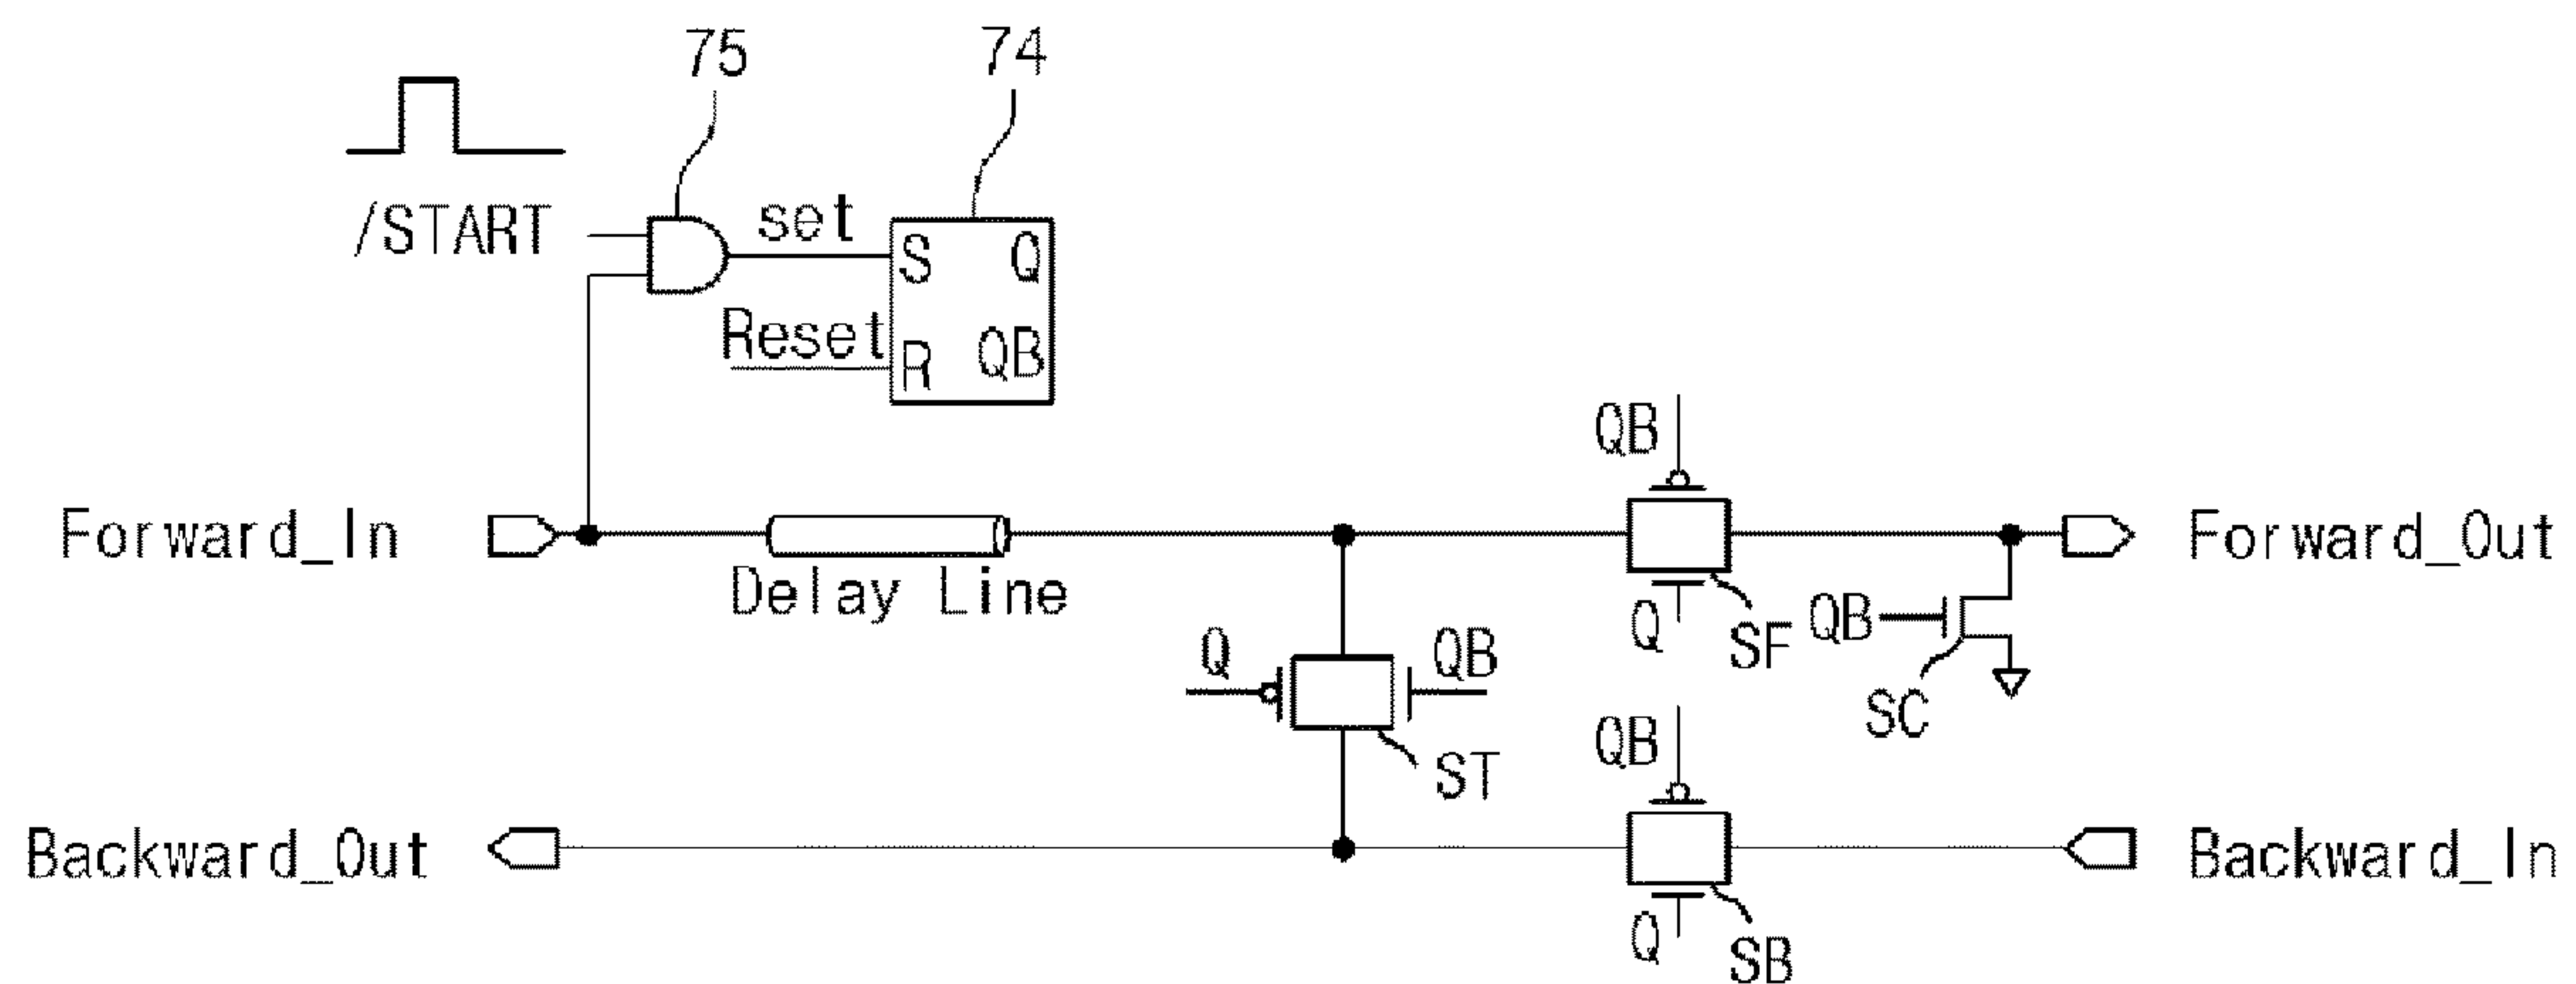 75
74
/START
set
S
Q
Reset
R
QB
QB
Forward_In
Forward_Out
Delay Line
Q
SF
QB
SC
Q
QB
ST
QB
Backward_Out
Backward_In
Q
SB